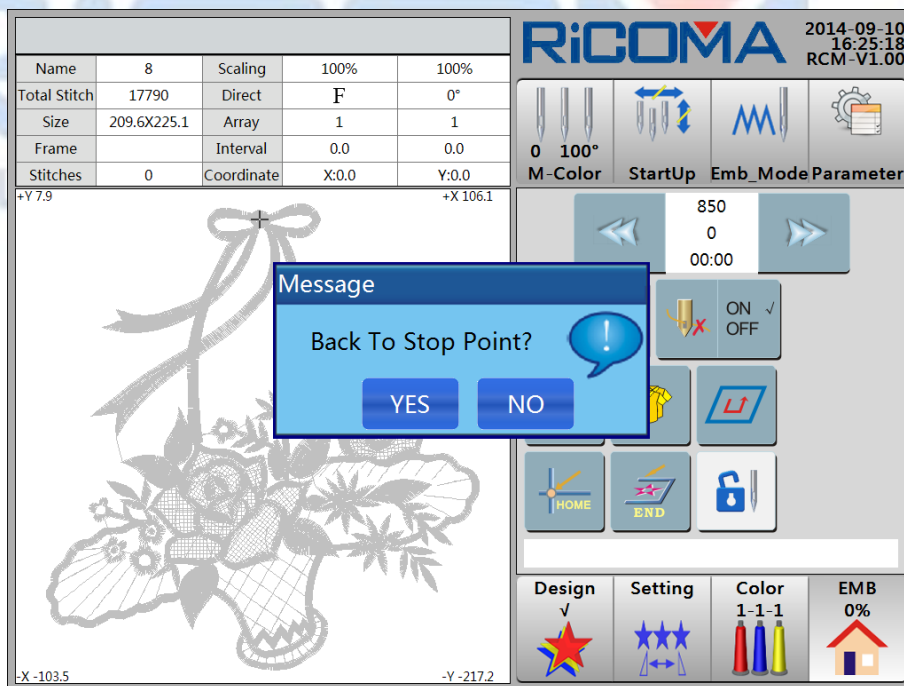 RiCOMA
2014-09-10
16:25:18
RCM-V1.00
Name 8 Scaling 100% 100%
Total Stitch 17790 Direct F 0°
Size 209.6X225.1 Array 1 1
Frame Interval 0.0 0.0
Stitches 0 Coordinate X:0.0 Y:0.0
0 100°
M-Color StartUp Emb_Mode Parameter
+Y 7.9 +X 106.1
850
0
00:00
Message
Back To Stop Point?
YES NO
ON √
OFF
HOME
END
-X -103.5 -Y -217.2
Design Setting Color EMB
√ 1-1-1 0%